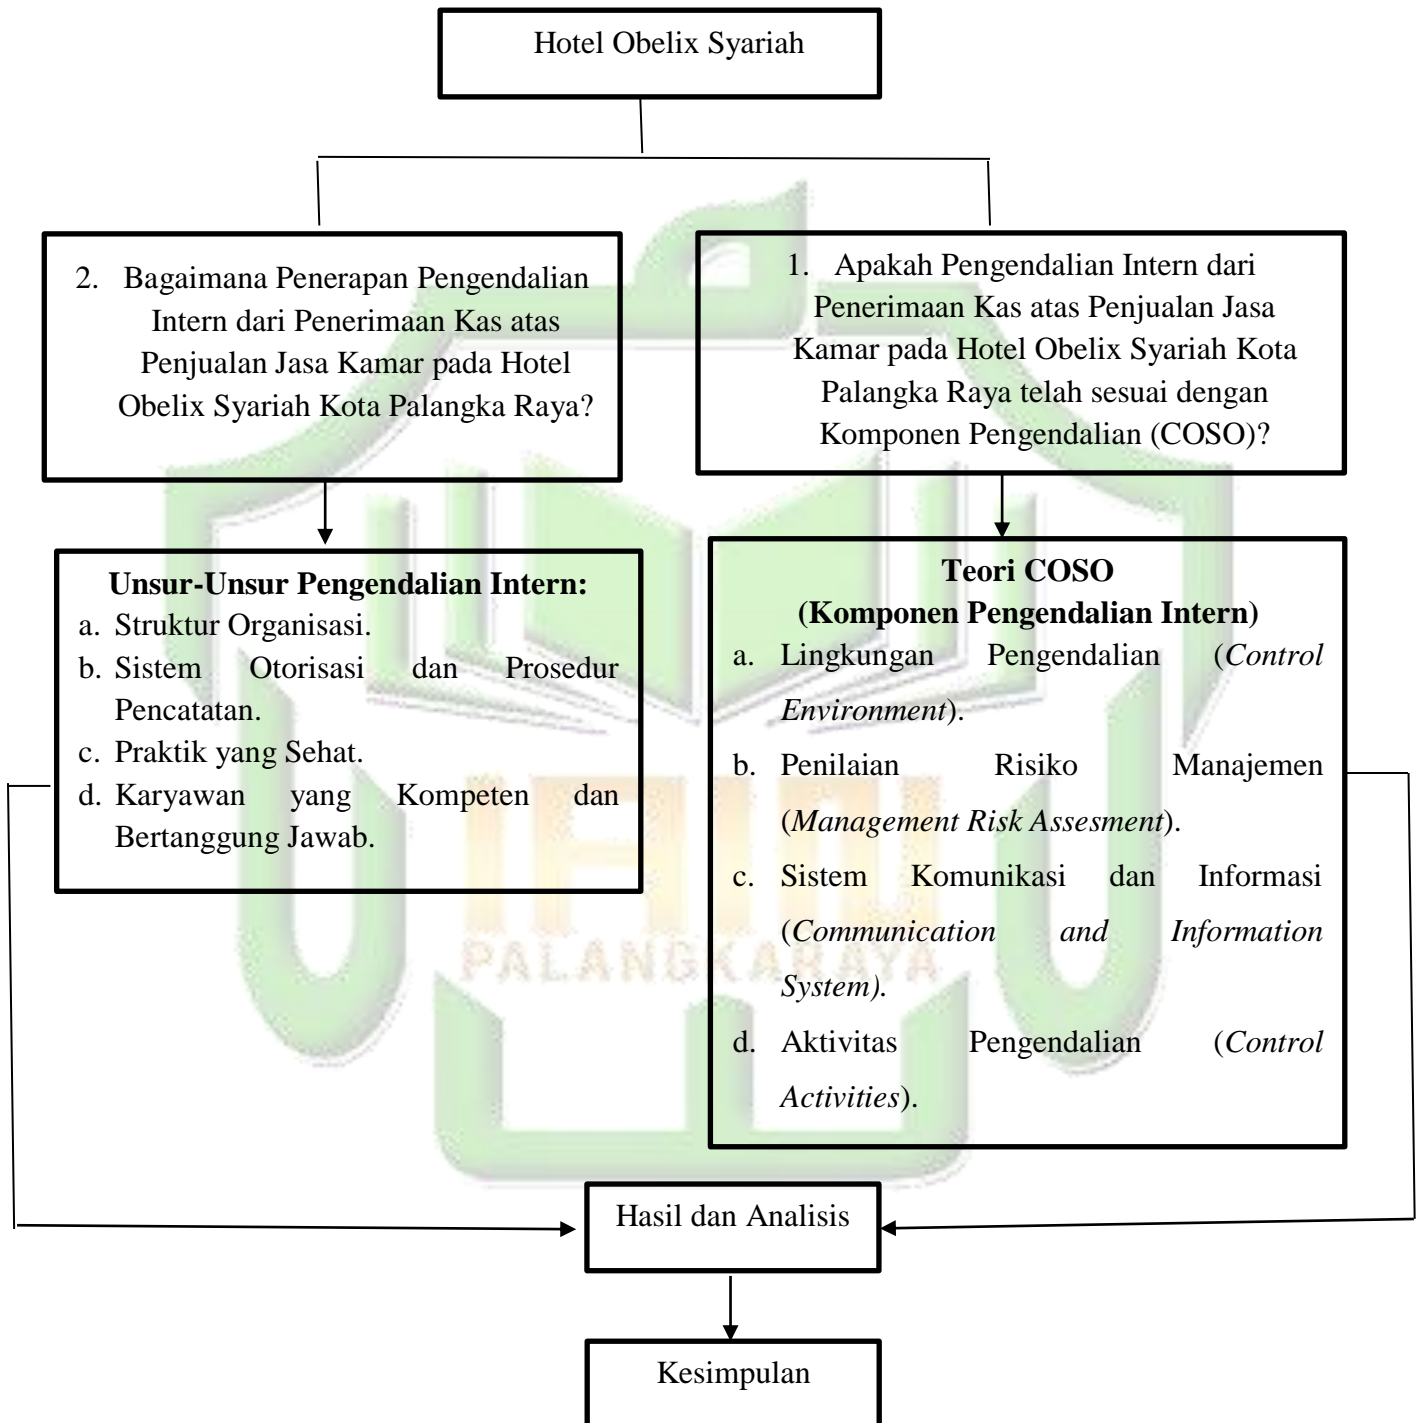 Hotel Obelix Syariah
2. Bagaimana Penerapan Pengendalian
Intern dari Penerimaan Kas atas
Penjualan Jasa Kamar pada Hotel
Obelix Syariah Kota Palangka Raya?
1. Apakah Pengendalian Intern dari
Penerimaan Kas atas Penjualan Jasa
Kamar pada Hotel Obelix Syariah Kota
Palangka Raya telah sesuai dengan
Komponen Pengendalian (COSO)?
Unsur-Unsur Pengendalian Intern:
a. Struktur Organisasi.
b. Sistem Otorisasi dan Prosedur
Pencatatan.
c. Praktik yang Sehat.
d. Karyawan yang Kompeten dan
Bertanggung Jawab.
Teori COSO
(Komponen Pengendalian Intern)
a. Lingkungan Pengendalian (Control
Environment).
b. Penilaian Risiko Manajemen
(Management Risk Assesment).
c. Sistem Komunikasi dan Informasi
(Communication and Information
System).
d. Aktivitas Pengendalian (Control
Activities).
IAIN
PALANGKARAYA
Hasil dan Analisis
Kesimpulan